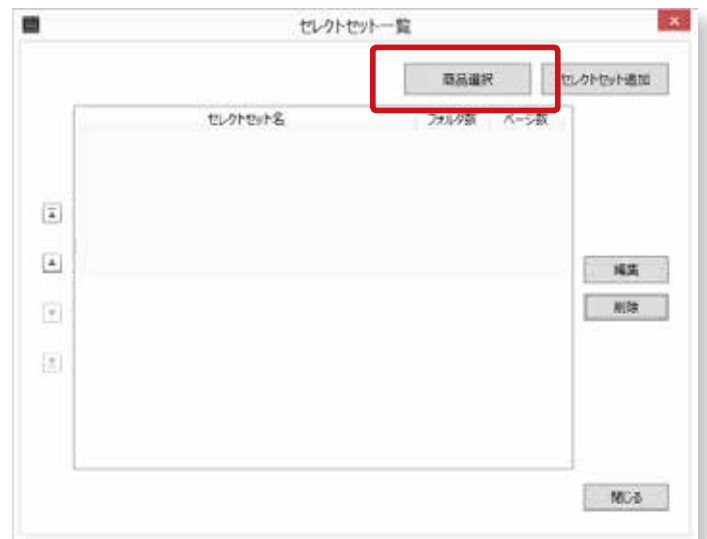 セレクトセット一覧
商品選択
セレクトセット追加
セレクトセット名 フォルダ数 ページ数
編集
削除
閉じる